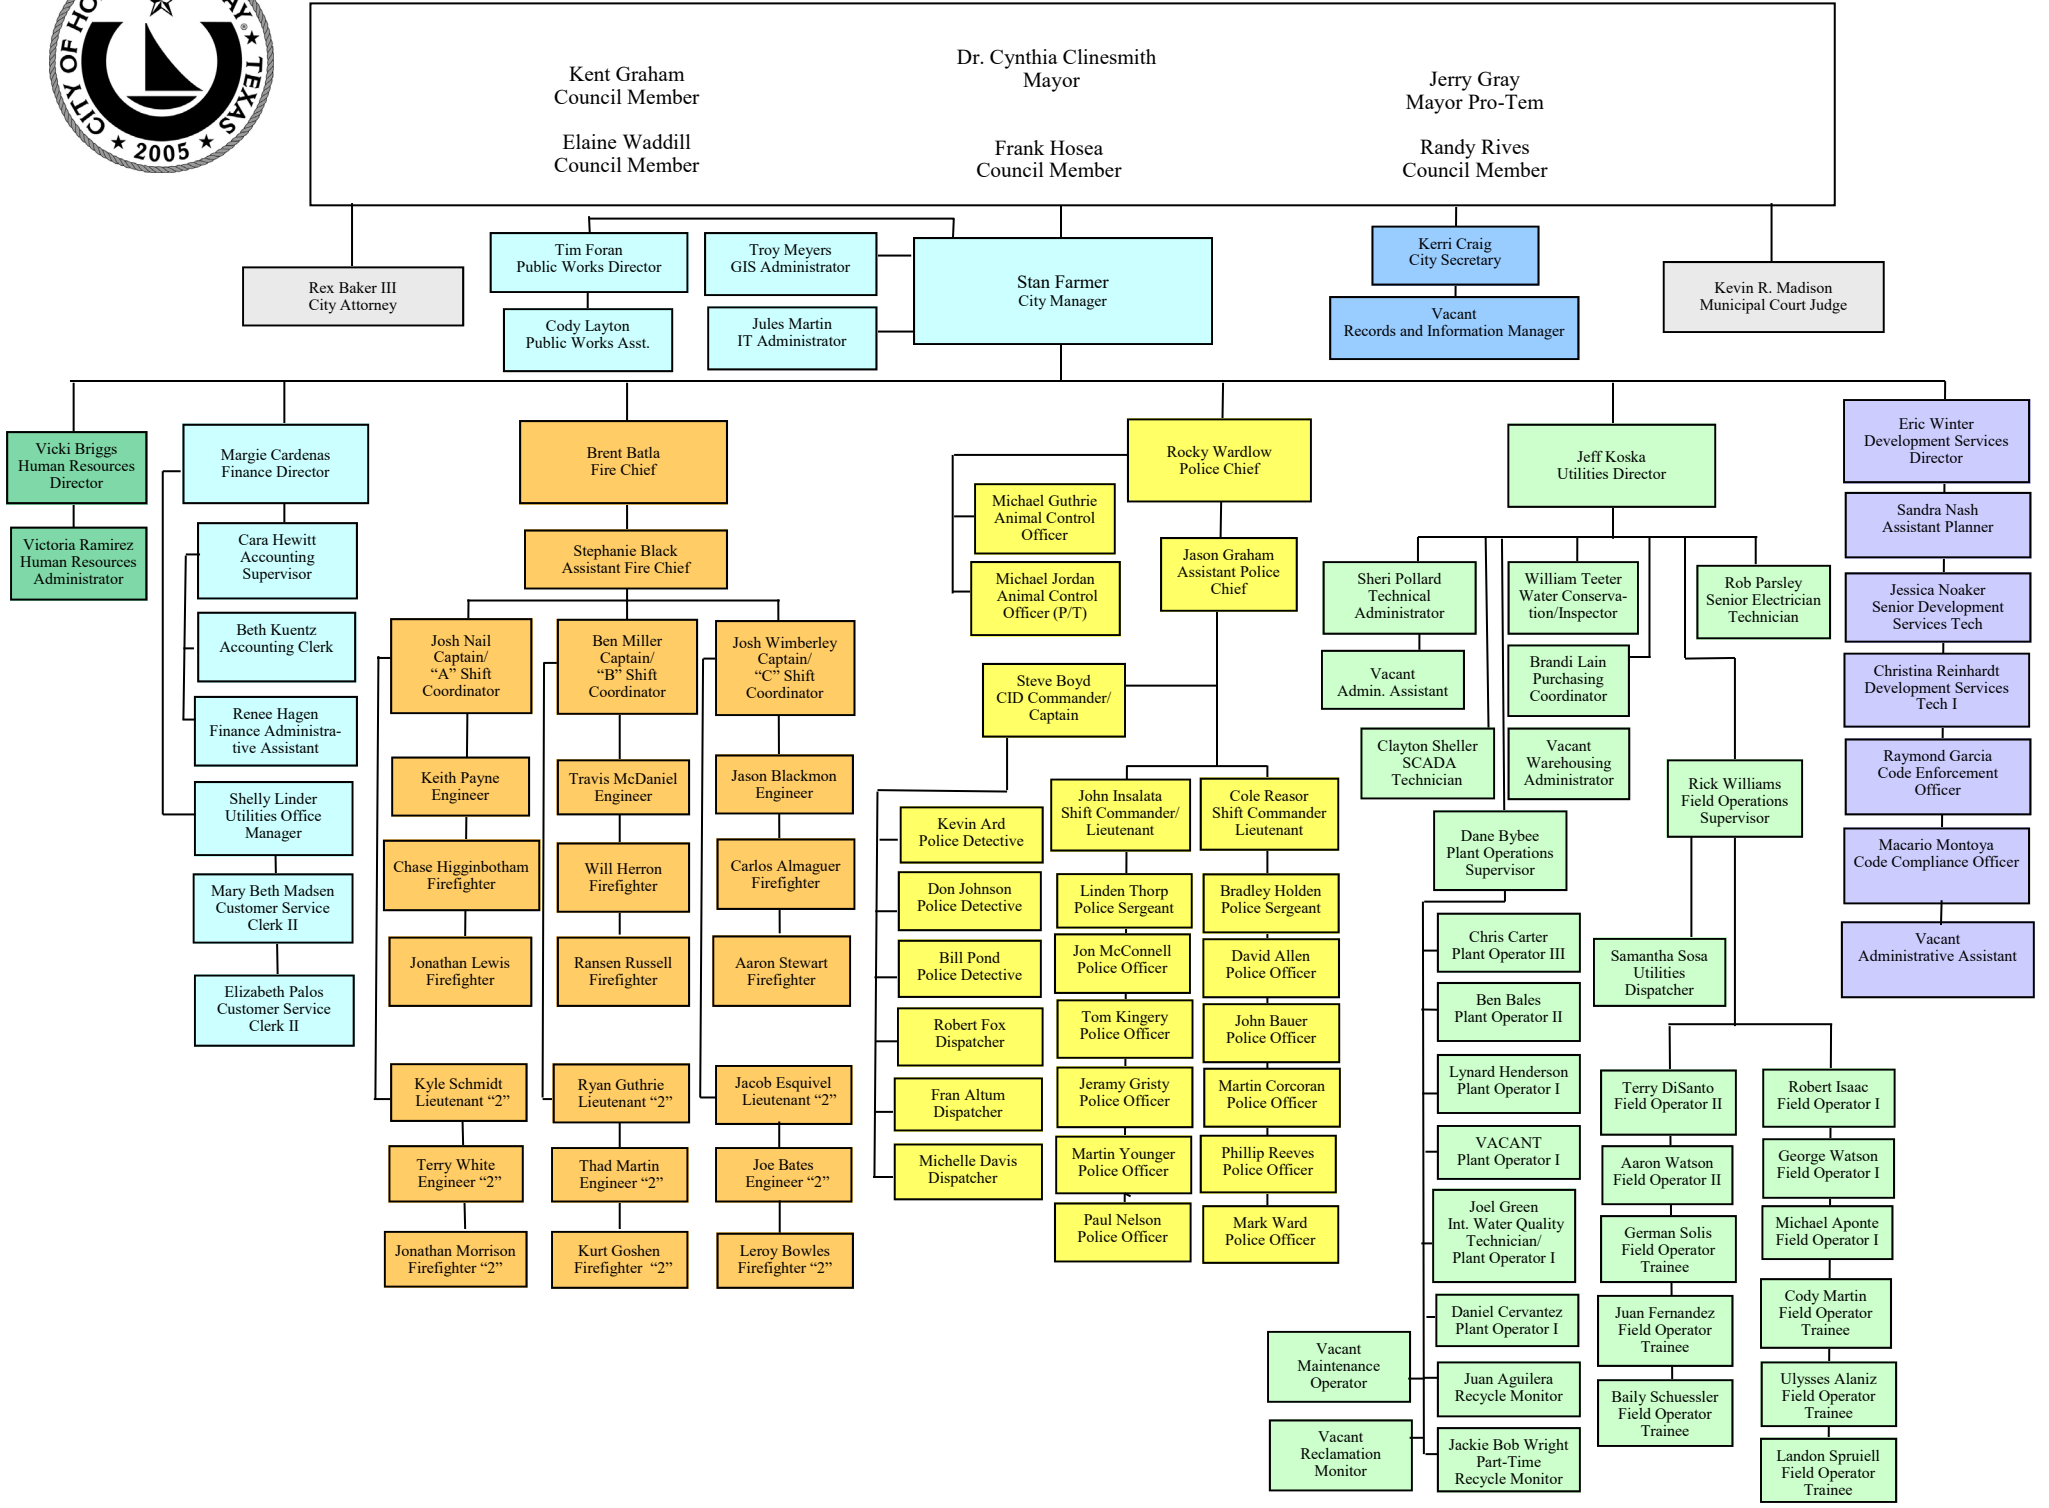 CITY OF HO
AY
®
TEXAS
2005
Kent Graham
Council Member
Elaine Waddill
Council Member
Dr. Cynthia Clinesmith
Mayor
Frank Hosea
Council Member
Jerry Gray
Mayor Pro-Tem
Randy Rives
Council Member
Rex Baker III
City Attorney
Tim Foran
Public Works Director
Cody Layton
Public Works Asst.
Troy Meyers
GIS Administrator
Jules Martin
IT Administrator
Stan Farmer
City Manager
Kerri Craig
City Secretary
Vacant
Records and Information Manager
Kevin R. Madison
Municipal Court Judge
Vicki Briggs
Human Resources
Director
Victoria Ramirez
Human Resources
Administrator
Margie Cardenas
Finance Director
Cara Hewitt
Accounting
Supervisor
Beth Kuentz
Accounting Clerk
Renee Hagen
Finance Administra-
tive Assistant
Shelly Linder
Utilities Office
Manager
Mary Beth Madsen
Customer Service
Clerk II
Elizabeth Palos
Customer Service
Clerk II
Brent Batla
Fire Chief
Stephanie Black
Assistant Fire Chief
Josh Nail
Captain/
“A” Shift
Coordinator
Keith Payne
Engineer
Chase Higginbotham
Firefighter
Jonathan Lewis
Firefighter
Kyle Schmidt
Lieutenant “2”
Terry White
Engineer “2”
Jonathan Morrison
Firefighter “2”
Ben Miller
Captain/
“B” Shift
Coordinator
Travis McDaniel
Engineer
Will Herron
Firefighter
Ransen Russell
Firefighter
Ryan Guthrie
Lieutenant “2”
Thad Martin
Engineer “2”
Kurt Goshen
Firefighter “2”
Josh Wimberley
Captain/
“C” Shift
Coordinator
Jason Blackmon
Engineer
Carlos Almaguer
Firefighter
Aaron Stewart
Firefighter
Jacob Esquivel
Lieutenant “2”
Joe Bates
Engineer “2”
Leroy Bowles
Firefighter “2”
Rocky Wardlow
Police Chief
Michael Guthrie
Animal Control
Officer
Michael Jordan
Animal Control
Officer (P/T)
Jason Graham
Assistant Police
Chief
Steve Boyd
CID Commander/
Captain
Kevin Ard
Police Detective
Don Johnson
Police Detective
Bill Pond
Police Detective
Robert Fox
Dispatcher
Fran Altum
Dispatcher
Michelle Davis
Dispatcher
John Insalata
Shift Commander/
Lieutenant
Linden Thorp
Police Sergeant
Jon McConnell
Police Officer
Tom Kingery
Police Officer
Jeramy Gristy
Police Officer
Martin Younger
Police Officer
Paul Nelson
Police Officer
Cole Reasor
Shift Commander
Lieutenant
Bradley Holden
Police Sergeant
David Allen
Police Officer
John Bauer
Police Officer
Martin Corcoran
Police Officer
Phillip Reeves
Police Officer
Mark Ward
Police Officer
Jeff Koska
Utilities Director
Sheri Pollard
Technical
Administrator
Vacant
Admin. Assistant
Clayton Sheller
SCADA
Technician
William Teeter
Water Conserva-
tion/Inspector
Brandi Lain
Purchasing
Coordinator
Vacant
Warehousing
Administrator
Rob Parsley
Senior Electrician
Technician
Dane Bybee
Plant Operations
Supervisor
Chris Carter
Plant Operator III
Ben Bales
Plant Operator II
Lynard Henderson
Plant Operator I
VACANT
Plant Operator I
Joel Green
Int. Water Quality
Technician/
Plant Operator I
Daniel Cervantez
Plant Operator I
Vacant
Maintenance
Operator
Juan Aguilera
Recycle Monitor
Vacant
Reclamation
Monitor
Jackie Bob Wright
Part-Time
Recycle Monitor
Rick Williams
Field Operations
Supervisor
Samantha Sosa
Utilities
Dispatcher
Terry DiSanto
Field Operator II
Aaron Watson
Field Operator II
German Solis
Field Operator
Trainee
Juan Fernandez
Field Operator
Trainee
Baily Schuessler
Field Operator
Trainee
Robert Isaac
Field Operator I
George Watson
Field Operator I
Michael Aponte
Field Operator I
Cody Martin
Field Operator
Trainee
Ulysses Alaniz
Field Operator
Trainee
Landon Spruiell
Field Operator
Trainee
Eric Winter
Development Services
Director
Sandra Nash
Assistant Planner
Jessica Noaker
Senior Development
Services Tech
Christina Reinhardt
Development Services
Tech I
Raymond Garcia
Code Enforcement
Officer
Macario Montoya
Code Compliance Officer
Vacant
Administrative Assistant